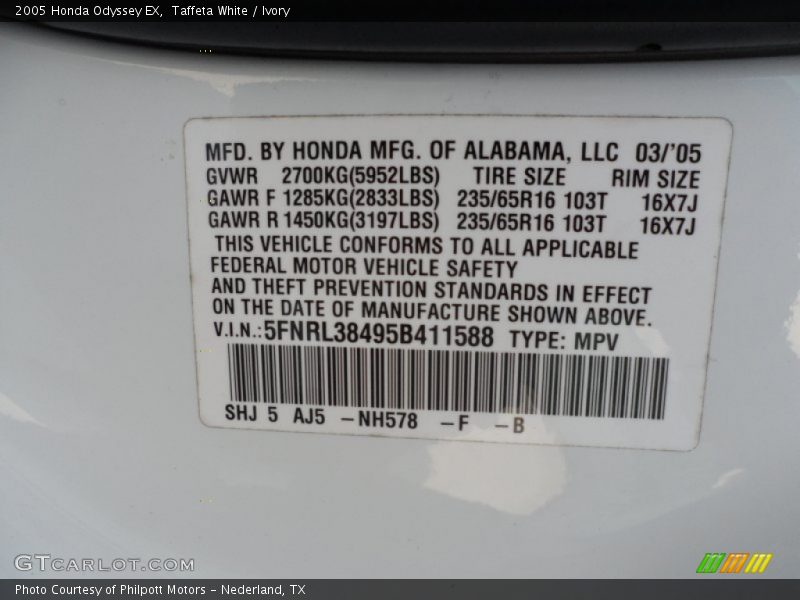 2005 Honda Odyssey EX, Taffeta White / Ivory
MFD. BY HONDA MFG. OF ALABAMA, LLC 03/'05
GVWR 2700KG(5952LBS) TIRE SIZE RIM SIZE
GAWR F 1285KG(2833LBS) 235/65R16 103T 16X7J
GAWR R 1450KG(3197LBS) 235/65R16 103T 16X7J
THIS VEHICLE CONFORMS TO ALL APPLICABLE
FEDERAL MOTOR VEHICLE SAFETY
AND THEFT PREVENTION STANDARDS IN EFFECT
ON THE DATE OF MANUFACTURE SHOWN ABOVE.
V.I.N.:5FNRL38495B411588 TYPE: MPV
SHJ 5 AJ5 -NH578 -F -B
GTCARLOT.COM
Photo Courtesy of Philpott Motors - Nederland, TX